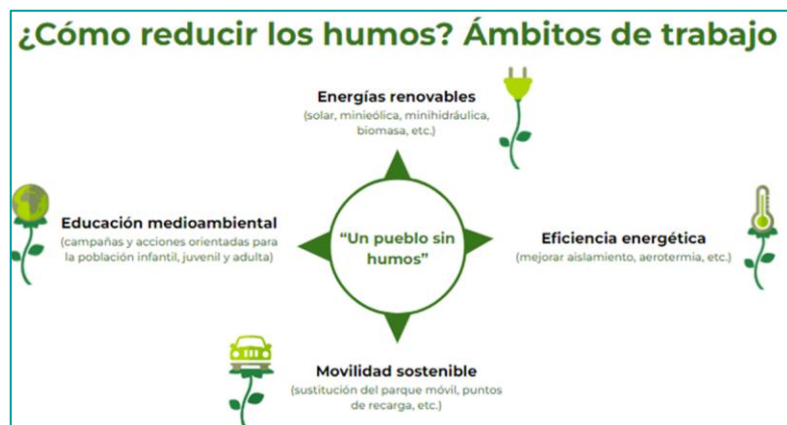 ¿Cómo reducir los humos? Ámbitos de trabajo
Energías renovables
(solar, minieólica, minihidráulica,
biomasa, etc.)
Educación medioambiental
(campañas y acciones orientadas para
la población infantil, juvenil y adulta)
"Un pueblo sin
humos"
Eficiencia energética
(mejorar aislamiento, aerotermia, etc.)
Movilidad sostenible
(sustitución del parque móvil, puntos
de recarga, etc.)